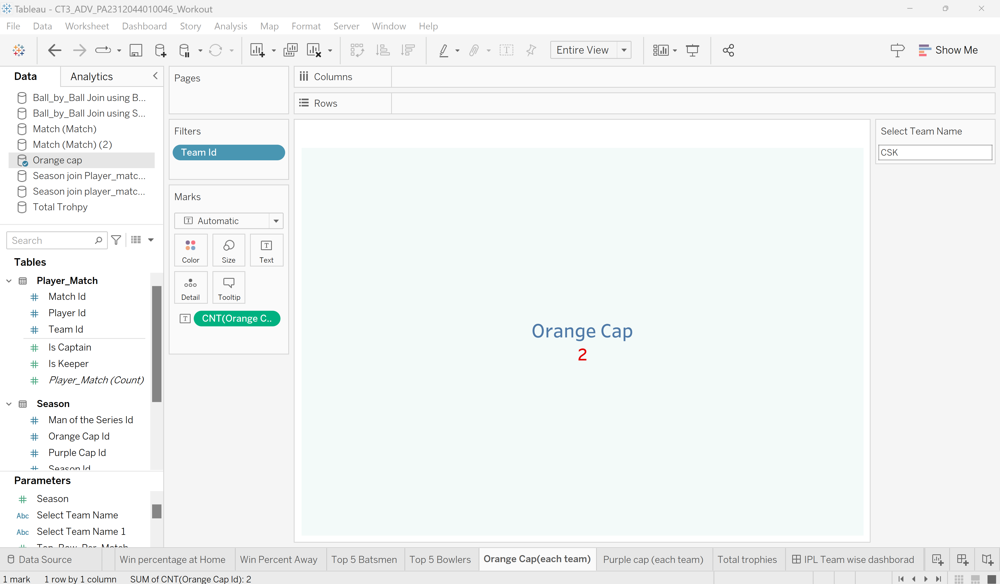 Tableau - CT3_ADV_PA2312044010046_Workout
File Data Worksheet Dashboard Story Analysis Map Format Server Window Help
Entire View
Show Me
Data
Analytics
Ball_by_Ball Join using B...
Ball_by_Ball Join using S...
Match (Match)
Match (Match) (2)
Orange cap
Season join Player_matc...
Season join player_matc...
Total Trohpy
Search
Tables
Player_Match
Match Id
Player Id
Team Id
Is Captain
Is Keeper
Player_Match (Count)
Season
Man of the Series Id
Orange Cap Id
Purple Cap Id
Season Id
Parameters
Season
Abc Select Team Name
Abc Select Team Name 1
Pages
Filters
Team Id
Marks
Automatic
Color Size Text
Detail Tooltip
CNT(Orange C..
Columns
Rows
Orange Cap
2
Select Team Name
CSK
Data Source Win percentage at Home Win Percent Away Top 5 Batsmen Top 5 Bowlers Orange Cap(each team) Purple cap (each team) Total trophies IPL Team wise dashborad
1 mark 1 row by 1 column SUM of CNT(Orange Cap Id): 2